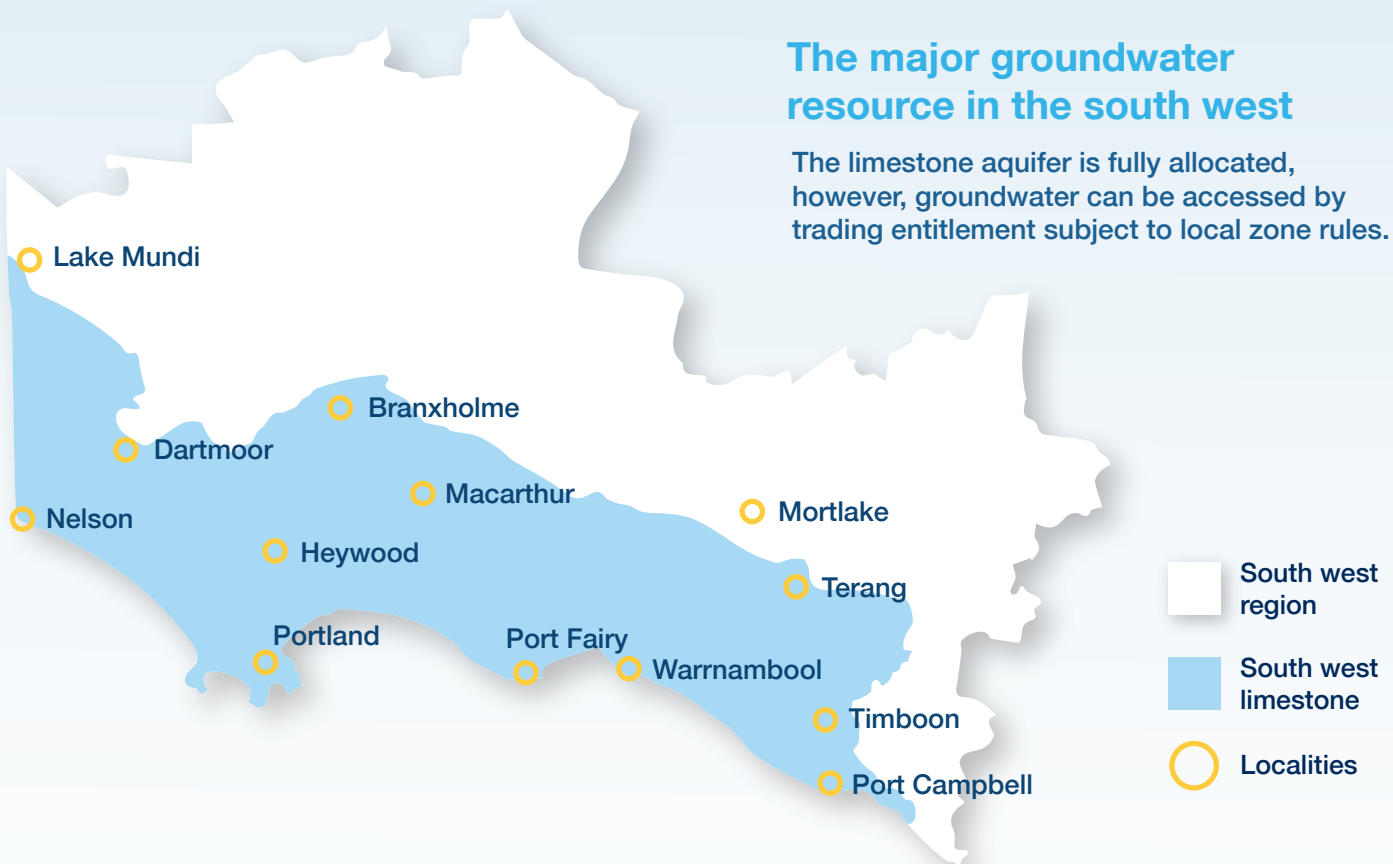 The major groundwater
resource in the south west
The limestone aquifer is fully allocated,
however, groundwater can be accessed by
trading entitlement subject to local zone rules.
Lake Mundi
Branxholme
Dartmoor
Macarthur
Mortlake
Nelson
Heywood
Terang
Portland
Port Fairy
Warrnambool
Timboon
Port Campbell
South west
region
South west
limestone
Localities